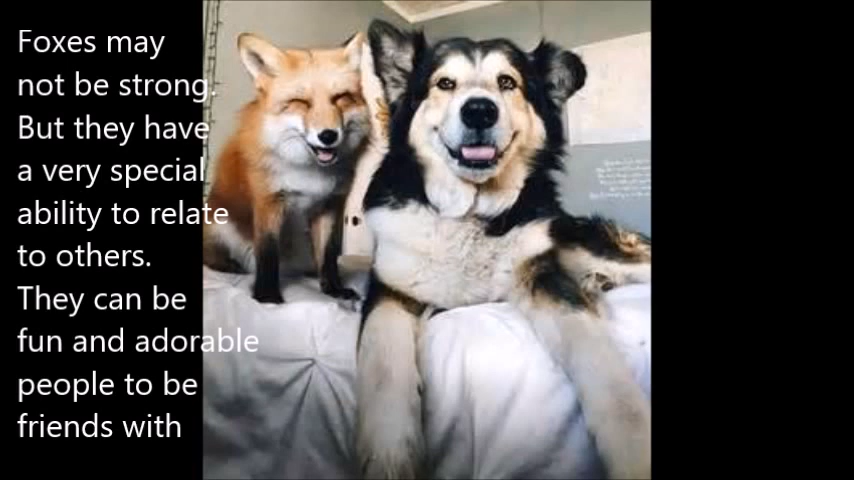 Foxes may
not be strong.
But they have
a very special
ability to relate
to others.
They can be
fun and adorable
people to be
friends with